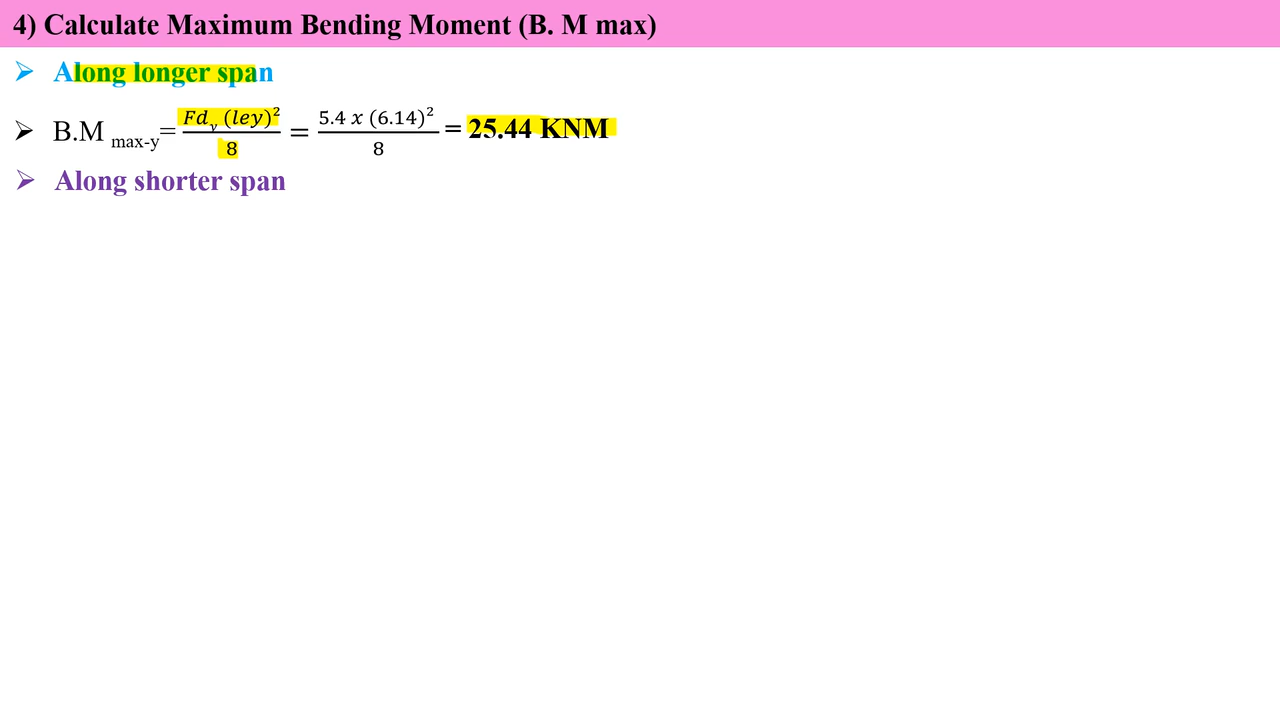 4) Calculate Maximum Bending Moment (B. M max)
➢ Along longer span
➢ B.M max-y= Fd_y (ley)²/8 = 5.4 x (6.14)²/8 = 25.44 KNM
➢ Along shorter span